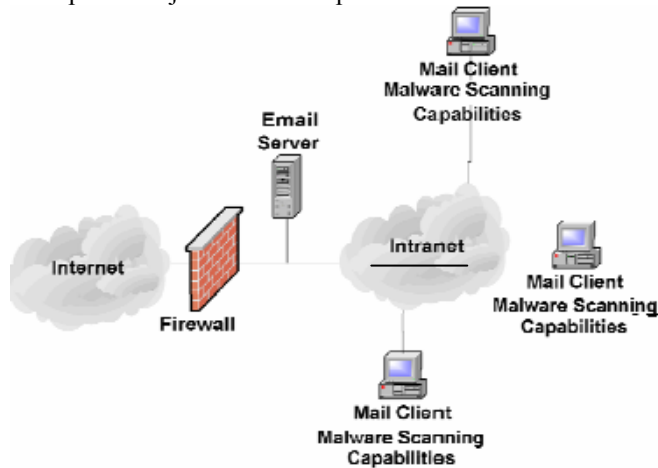 Mail Client
Malware Scanning
Capabilities
Email
Server
Internet
Firewall
Intranet
Mail Client
Malware Scanning
Capabilities
Mail Client
Malware Scanning
Capabilities